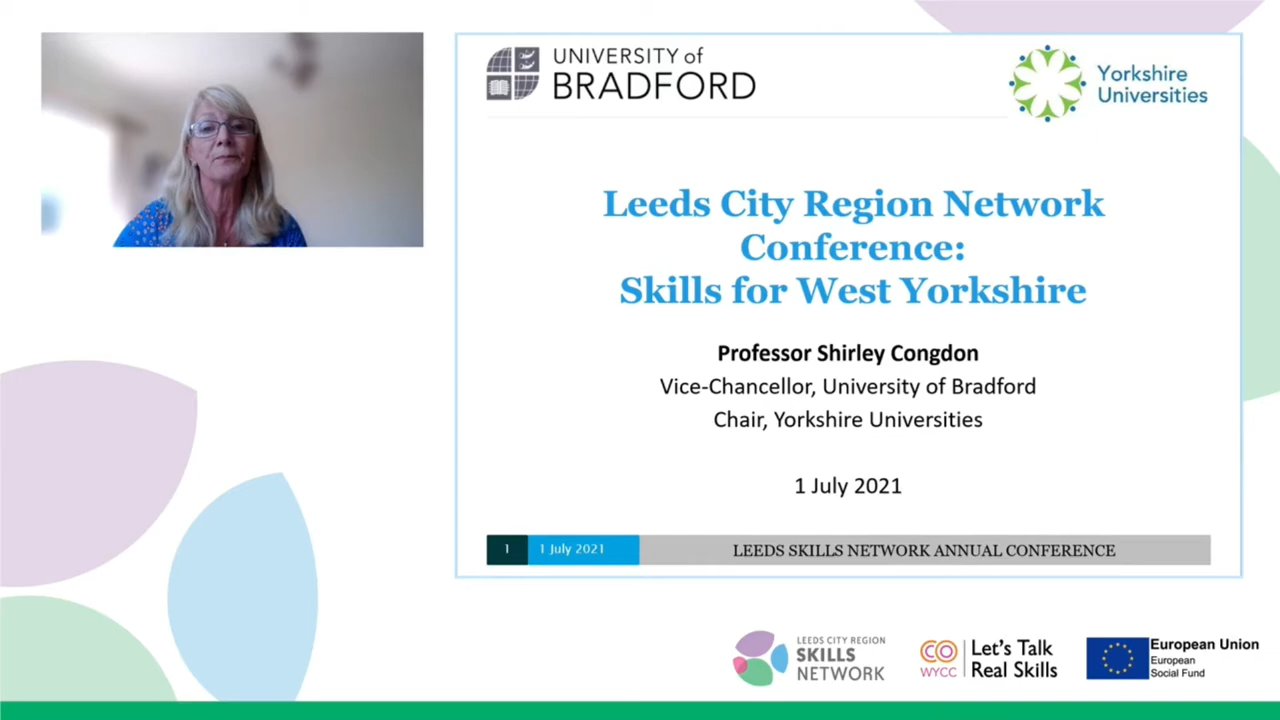 UNIVERSITY of
BRADFORD
Yorkshire
Universities
Leeds City Region Network
Conference:
Skills for West Yorkshire
Professor Shirley Congdon
Vice-Chancellor, University of Bradford
Chair, Yorkshire Universities
1 July 2021
1
1 July 2021
LEEDS SKILLS NETWORK ANNUAL CONFERENCE
LEEDS CITY REGION
SKILLS
NETWORK
CO
WYCC
Let's Talk
Real Skills
European Union
European
Social Fund